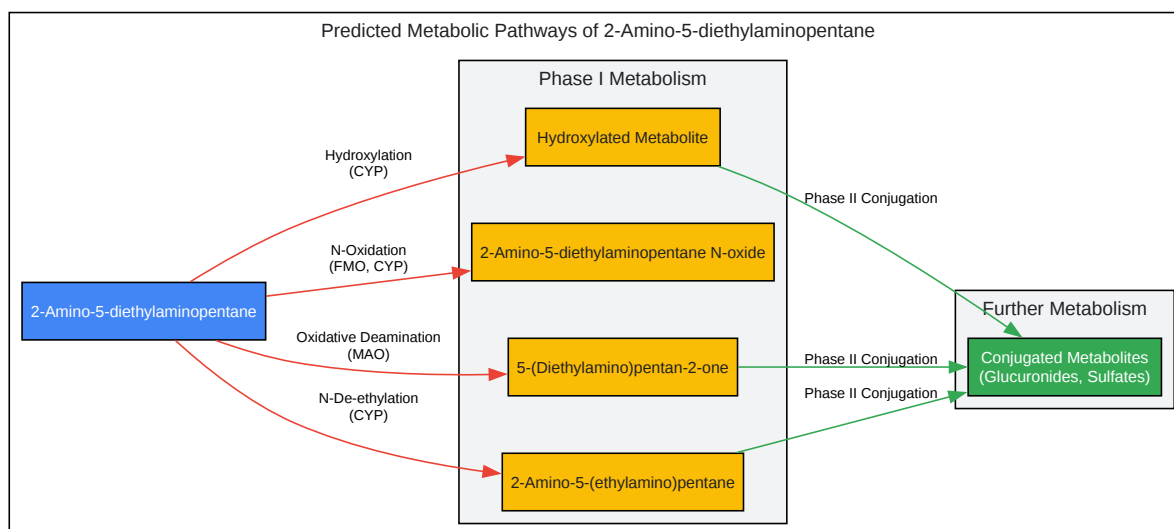 Predicted Metabolic Pathways of 2-Amino-5-diethylaminopentane
Phase I Metabolism
Hydroxylated Metabolite
Hydroxylation
(CYP)
Phase II Conjugation
N-Oxidation
(FMO, CYP)
2-Amino-5-diethylaminopentane N-oxide
2-Amino-5-diethylaminopentane
Further Metabolism
Oxidative Deamination
(MAO)
5-(Diethylamino)pentan-2-one
Phase II Conjugation
Conjugated Metabolites
(Glucuronides, Sulfates)
Phase II Conjugation
N-De-ethylation
(CYP)
2-Amino-5-(ethylamino)pentane